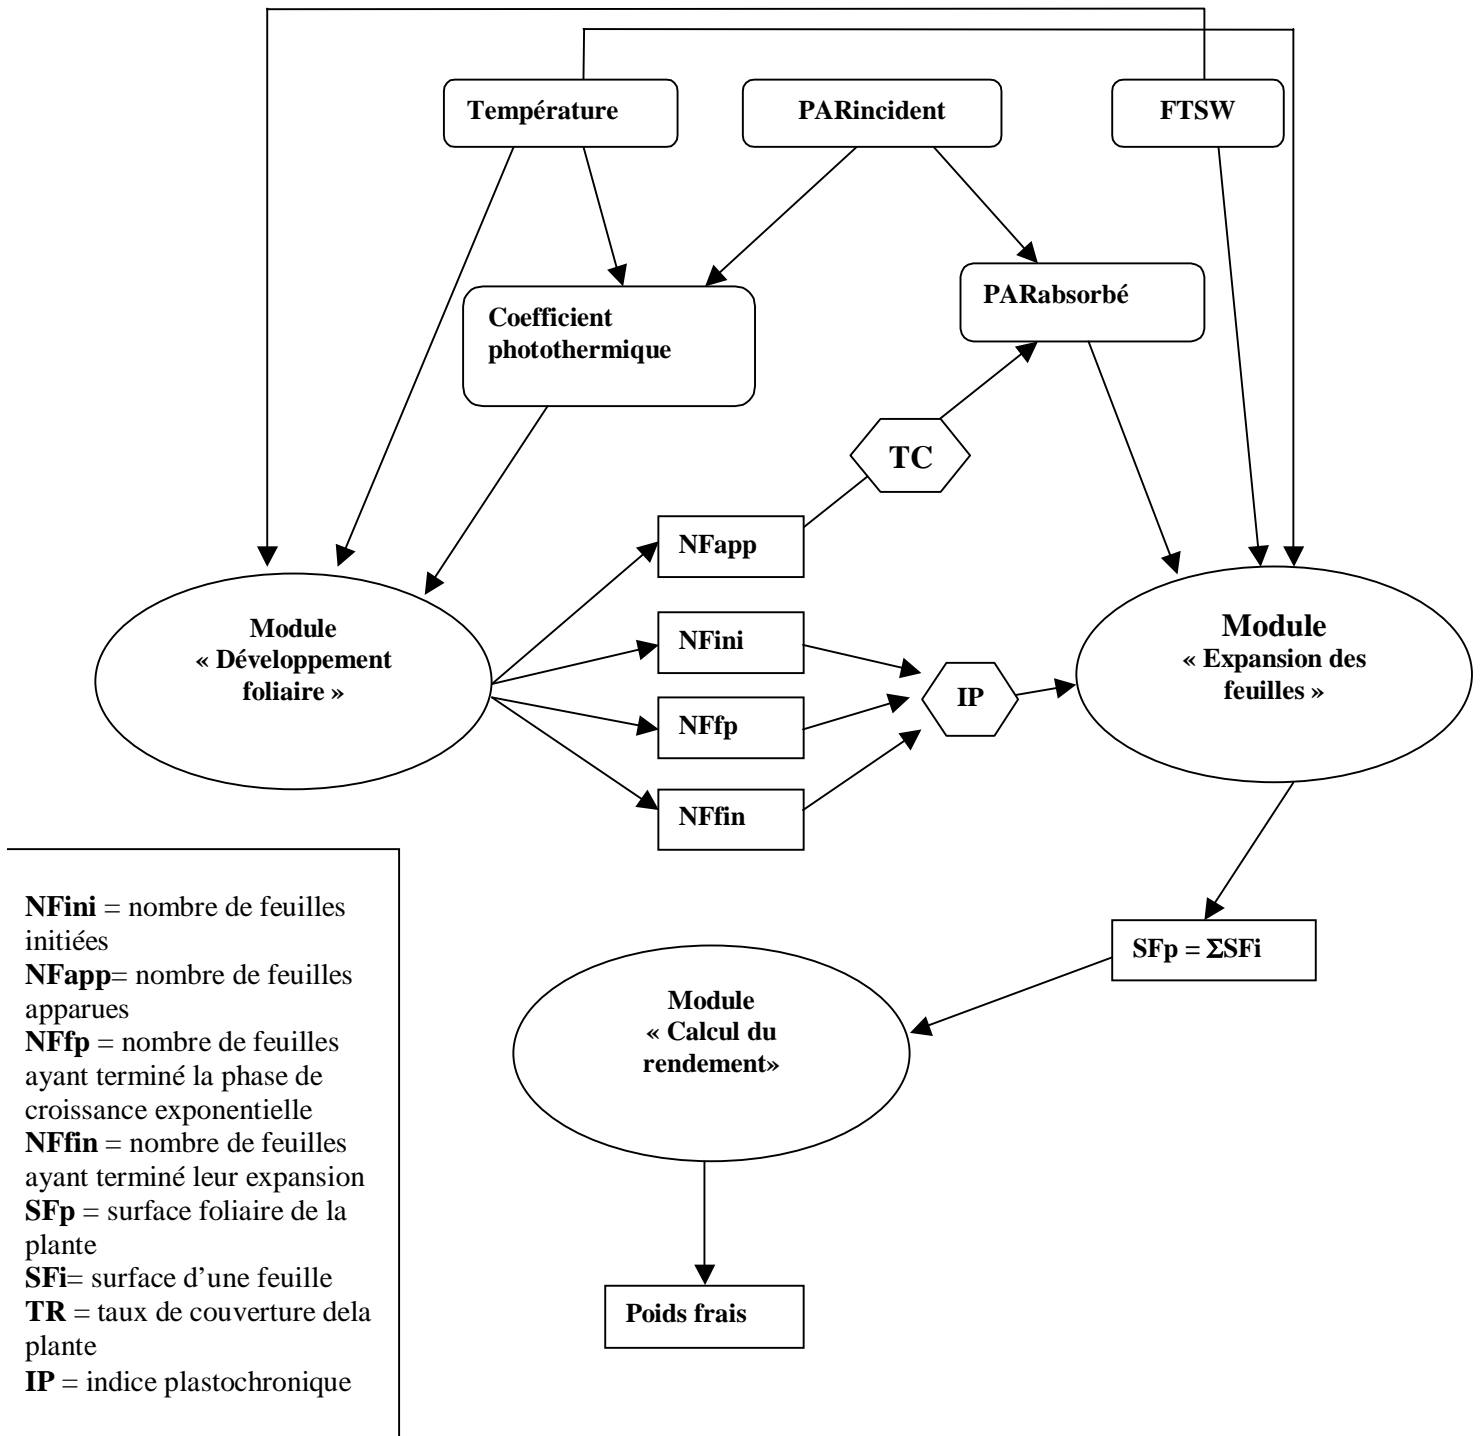 Température
PARincident
FTSW
PARabsorbé
Coefficient
photothermique
TC
NFapp
Module
« Développement
foliaire »
NFini
NFfp
NFfin
IP
Module
« Expansion des
feuilles »
SFp = ΣSFi
Module
« Calcul du
rendement»
Poids frais
NFini = nombre de feuilles
initiées
NFapp= nombre de feuilles
apparues
NFfp = nombre de feuilles
ayant terminé la phase de
croissance exponentielle
NFfin = nombre de feuilles
ayant terminé leur expansion
SFp = surface foliaire de la
plante
SFi= surface d'une feuille
TR = taux de couverture dela
plante
IP = indice plastochronique